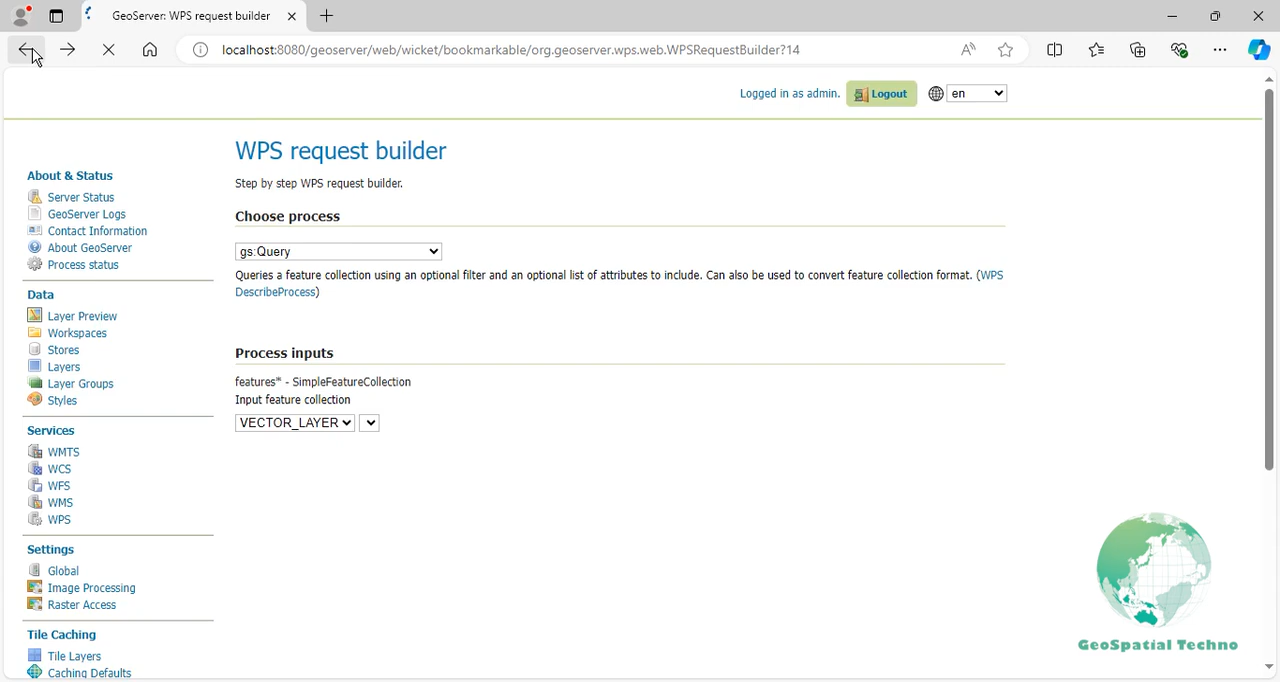 GeoServer: WPS request builder
localhost:8080/geoserver/web/wicket/bookmarkable/org.geoserver.wps.web.WPSRequestBuilder?14
Logged in as admin.
Logout
en
About & Status
Server Status
GeoServer Logs
Contact Information
About GeoServer
Process status
Data
Layer Preview
Workspaces
Stores
Layers
Layer Groups
Styles
Services
WMTS
WCS
WFS
WMS
WPS
Settings
Global
Image Processing
Raster Access
Tile Caching
Tile Layers
Caching Defaults
WPS request builder
Step by step WPS request builder.
Choose process
gs:Query
Queries a feature collection using an optional filter and an optional list of attributes to include. Can also be used to convert feature collection format. (WPS
DescribeProcess)
Process inputs
features* - SimpleFeatureCollection
Input feature collection
VECTOR_LAYER
GeoSpatial Techno